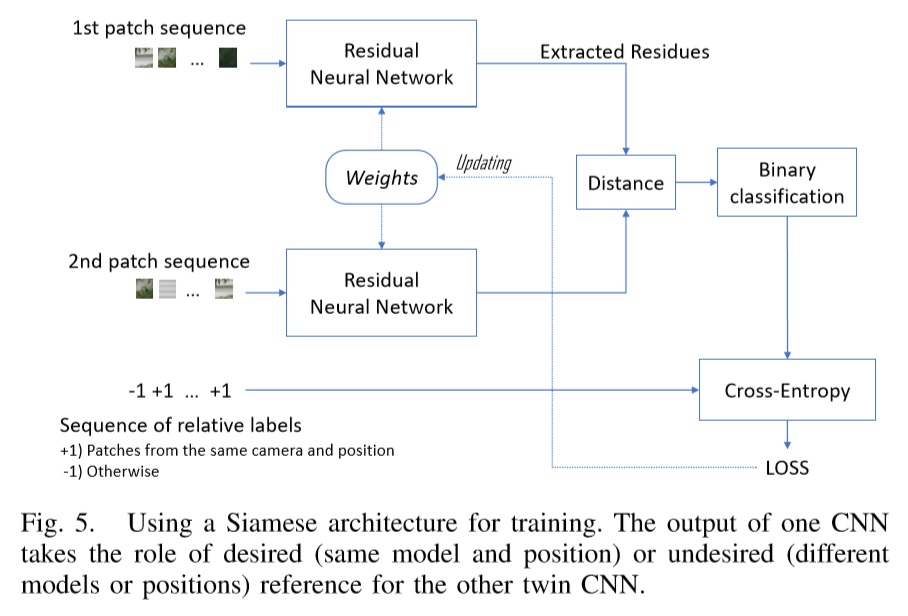 1st patch sequence
...
Residual
Neural Network
Extracted Residues
Weights
Updating
Distance
Binary
classification
2nd patch sequence
...
Residual
Neural Network
-1 +1 ... +1
Cross-Entropy
Sequence of relative labels
+1) Patches from the same camera and position
-1) Otherwise
LOSS
Fig. 5. Using a Siamese architecture for training. The output of one CNN
takes the role of desired (same model and position) or undesired (different
models or positions) reference for the other twin CNN.